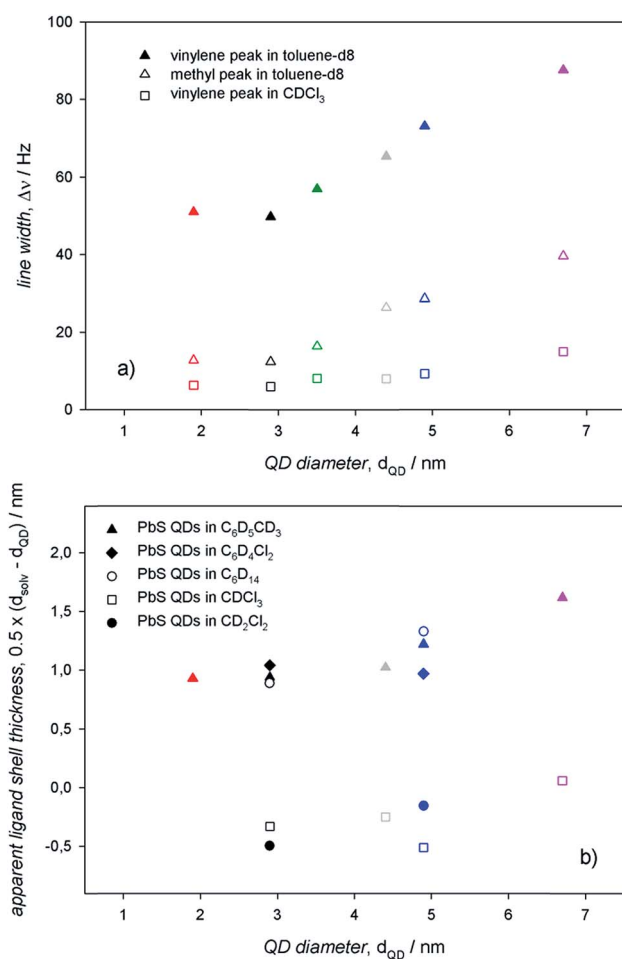 100
80
60
40
20
0
line width, Δν / Hz
vinylene peak in toluene-d8
methyl peak in toluene-d8
vinylene peak in CDCl₃
a)
1 2 3 4 5 6 7
QD diameter, d_QD / nm
2,0
1,5
1,0
0,5
0,0
-0,5
apparent ligand shell thickness, 0.5 x (d_solv - d_QD) / nm
PbS QDs in C₆D₅CD₃
PbS QDs in C₆D₄Cl₂
PbS QDs in C₆D₁₄
PbS QDs in CDCl₃
PbS QDs in CD₂Cl₂
b)
1 2 3 4 5 6 7
QD diameter, d_QD / nm